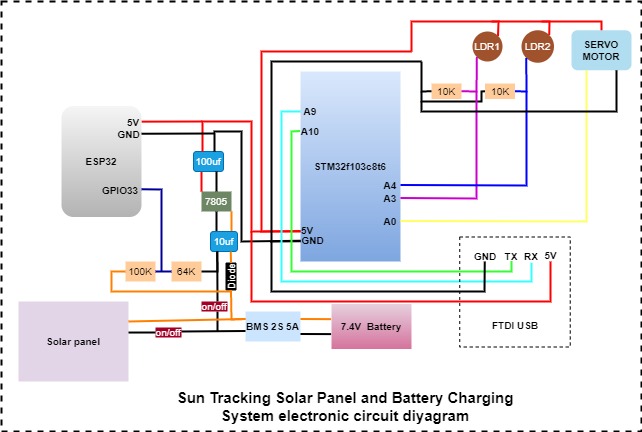 LDR1
LDR2
SERVO
MOTOR
10K
10K
5V
GND
ESP32
GPIO33
100uf
7805
10uf
Diode
100K
64K
A9
A10
STM32f103c8t6
A4
A3
A0
5V
GND
GND TX RX 5V
FTDI USB
on/off
on/off
Solar panel
BMS 2S 5A
7.4V Battery
Sun Tracking Solar Panel and Battery Charging
System electronic circuit diyagram